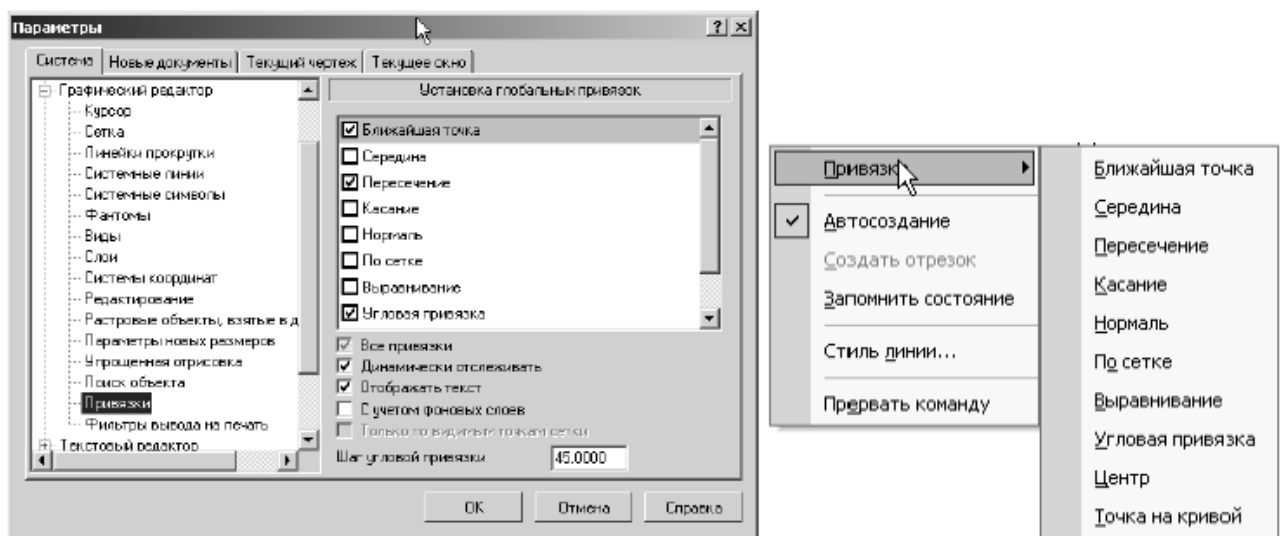 Параметры
Система Новые документы Текущий чертеж Текущее окно
Графический редактор
Курсор
Сетка
Линейки прокрутки
Системные линии
Системные символы
Фантомы
Виды
Слои
Системы координат
Редактирование
Растровые объекты, взятые в д
Параметры новых размеров
Упрощенная отрисовка
Поиск объекта
Привязки
Фильтры вывода на печать
Текстовый редактор
Установка глобальных привязок
Ближайшая точка
Середина
Пересечение
Касание
Нормаль
По сетке
Выравнивание
Угловая привязка
Все привязки
Динамически отслеживать
Отображать текст
С учетом фоновых слоев
Только по видимым точкам сетки
Шаг угловой привязки 45.0000
OK Отмена Справка
Привязка
Автосоздание
Создать отрезок
Запомнить состояние
Стиль линии...
Прервать команду
Ближайшая точка
Середина
Пересечение
Касание
Нормаль
По сетке
Выравнивание
Угловая привязка
Центр
Точка на кривой